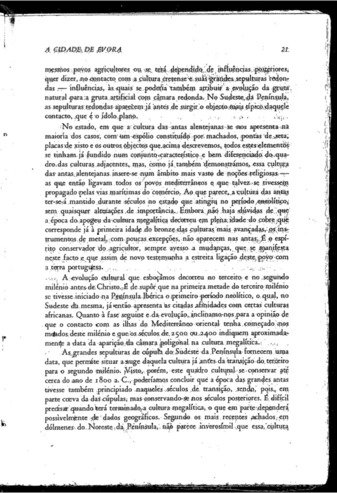 A CIDADE DE EVORA 21
mesmos povos agricultores ou se terá dependido de influências posteriores,
quer dizer, no contacto com a cultura cretense e suas grandes sepulturas redon-
das — influências, às quais se poderia também atribuir a evolução da gruta
natural para a gruta artificial com câmara redonda. No Sudeste da Península,
as sepulturas redondas aparecem já antes de surgir o objecto mais típico daquele
contacto, que é o ídolo plano.
No estado, em que a cultura das antas alentejanas se nos apresenta na
maioria dos casos, com um espólio constituído por machados, pontas de seta,
placas de xisto e os outros objectos que acima descrevemos, todos estes elementos
se tinham já fundido num conjunto característico e bem diferenciado do qua-
dro das culturas adjacentes, mas, como já também demonstrámos, esta cultura
das antas alentejanas insere-se num âmbito mais vasto de noções religiosas —
as que então ligavam todos os povos mediterrâneos e que talvez se tivessem
propagado pelas vias marítimas do comércio. Ao que parece, a cultura das antas
ter-se-á mantido durante séculos no estado que atingiu no período eneolítico,
sem quaisquer alterações de importância. Embora não haja dúvidas de que
a época do apogeu da cultura megalítica decorreu em plena idade do cobre que
corresponde já à primeira idade do bronze das culturas mais avançadas, os ins-
trumentos de metal, com poucas excepções, não aparecem nas antas. É o espí-
rito conservador do agricultor, sempre avesso a mudanças, que se manifesta
neste facto e que assim de novo testemunha a estreita ligação deste povo com
a terra portuguesa.
A evolução cultural que esboçámos decorreu no terceiro e no segundo
milénio antes de Christo. É de supôr que na primeira metade do terceiro milénio
se tivesse iniciado na Península Ibérica o primeiro período neolítico, o qual, no
Sudeste da mesma, já então apresenta as citadas afinidades com certas culturas
africanas. Quanto à fase seguinte e da evolução, inclinamo-nos para a opinião de
que o contacto com as ilhas do Mediterrâneo oriental tenha começado nos
meados deste milénio e que os séculos de 2500 ou 2400 indiquem aproximada-
mente a data da aparição da câmara poligonal na cultura megalítica.
As grandes sepulturas de cúpula do Sudeste da Península fornecem uma
data, que permite situar a auge daquela cultura já antes da transição do terceiro
para o segundo milénio. Visto, porém, este quadro cultural se conservar até
cerca do ano de 1800 a. C., poderíamos concluir que a época das grandes antas
tivesse também principiado naqueles séculos de transição, sendo, pois, em
parte coeva da das cúpulas, mas conservando-se nos séculos posteriores. É difícil
precisar quando terá terminado a cultura megalítica, o que em parte dependerá
possivelmente de dados geográficos. Segundo os mais recentes achados em
dólmenes do Noroeste da Península, não parece inverosímil que essa cultura